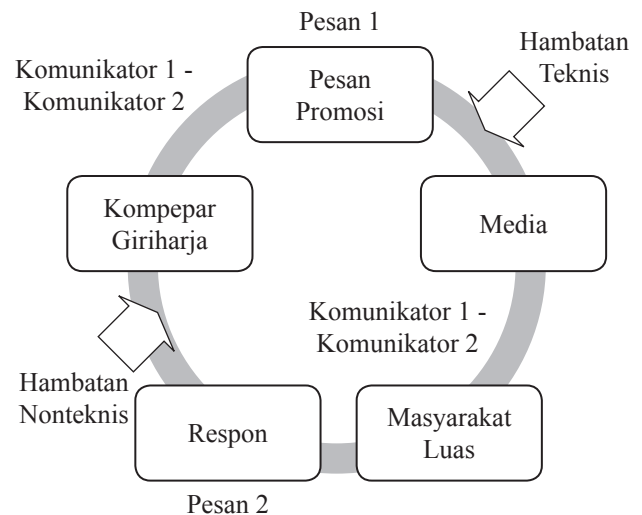 Pesan 1
Pesan
Promosi
Hambatan
Teknis
Komunikator 1 -
Komunikator 2
Kompepar
Giriharja
Media
Komunikator 1 -
Komunikator 2
Hambatan
Nonteknis
Respon
Masyarakat
Luas
Pesan 2